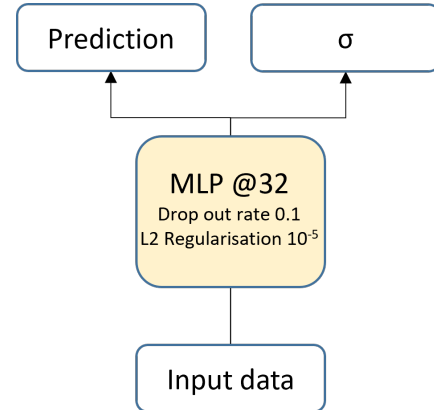 Prediction
σ
MLP @32
Drop out rate 0.1
L2 Regularisation 10⁻⁵
Input data